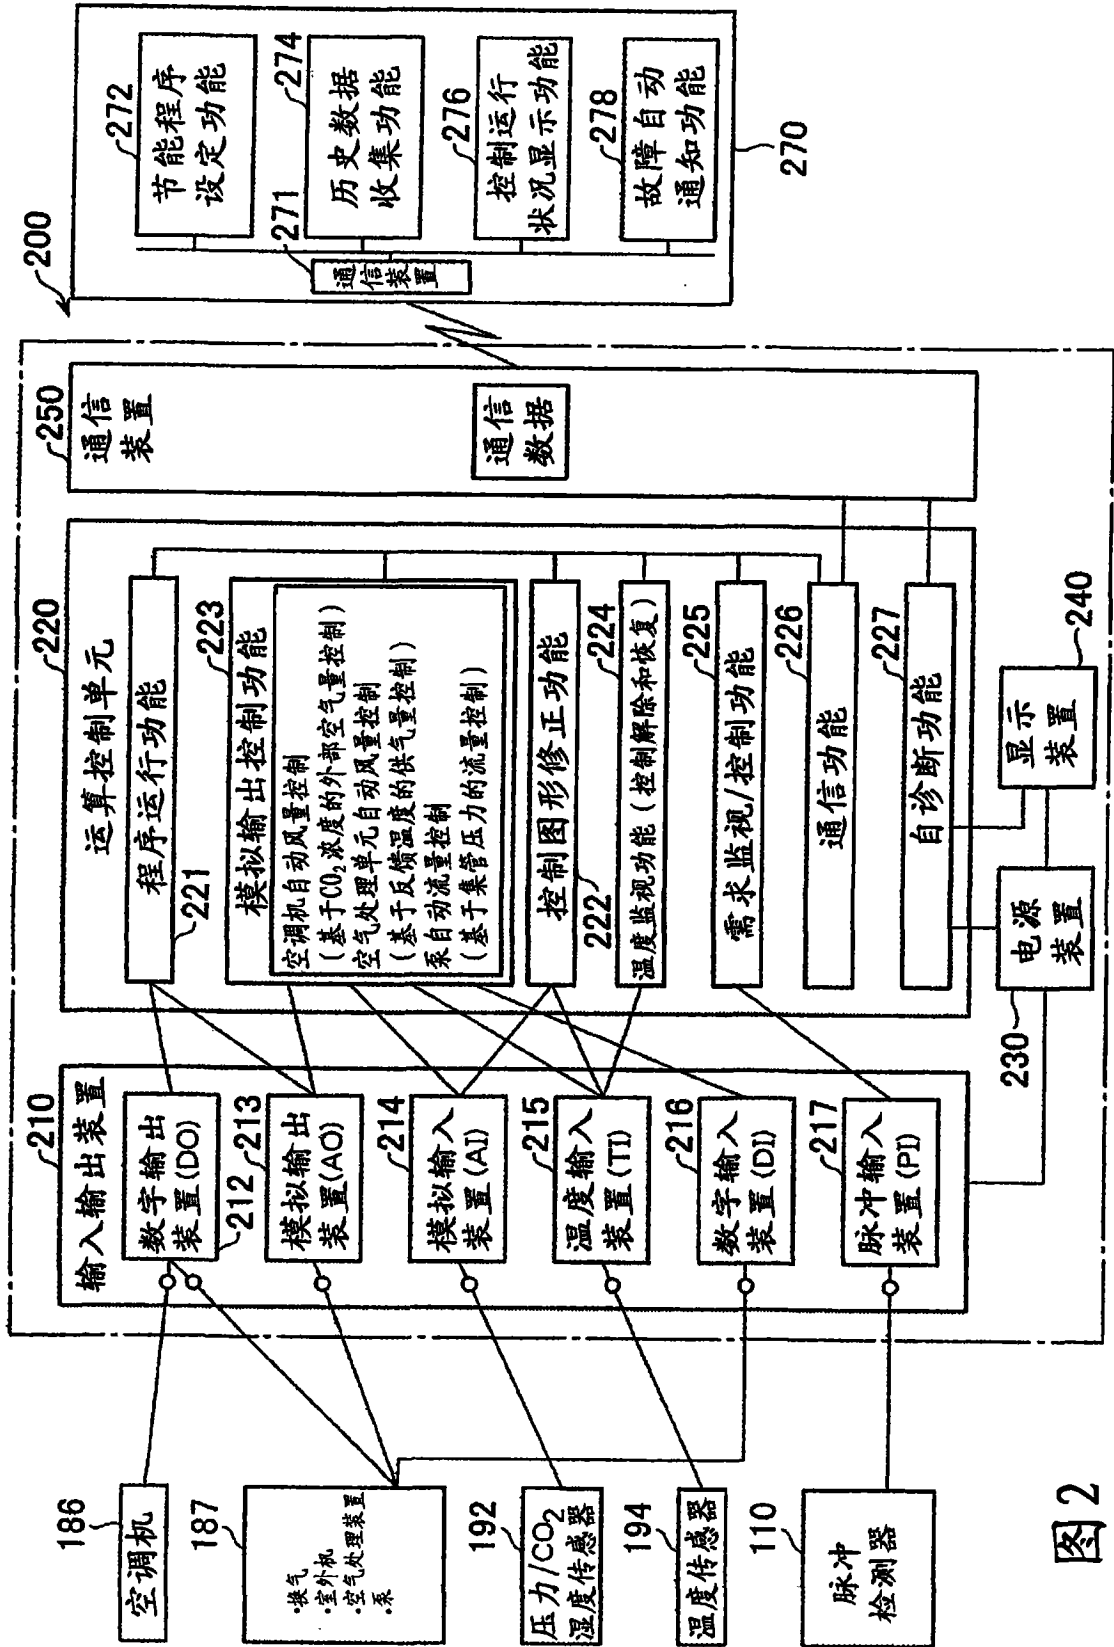 200
186
空调机
187
·换气
·室外机
·空气处理装置
·泵
192
压力/CO₂
湿度传感器
194
温度传感器
110
脉冲
检测器
210
输入输出装置
数字输出
装置(DO)
212
213
模拟输出
装置(AO)
214
模拟输入
装置(AI)
215
温度输入
装置(TI)
216
数字输入
装置(DI)
217
脉冲输入
装置(PI)
220
运算控制单元
程序运行功能
221
223
模拟输出控制功能
空调机自动风量控制
(基于CO₂浓度的外部空气量控制)
空气处理单元自动风量控制
(基于反馈温度的供气量控制)
泵自动流量控制
(基于集管压力的流量控制)
控制图形修正功能
222
224
温度监视功能(控制解除和恢复)
225
需求监视/控制功能
226
通信功能
227
自诊断功能
230
电源
装置
240
显示
装置
250
通信
装置
通信
数据
271
通信装置
272
节能程序
设定功能
274
历史数据
收集功能
276
控制运行
状况显示功能
278
故障自动
通知功能
270
图2